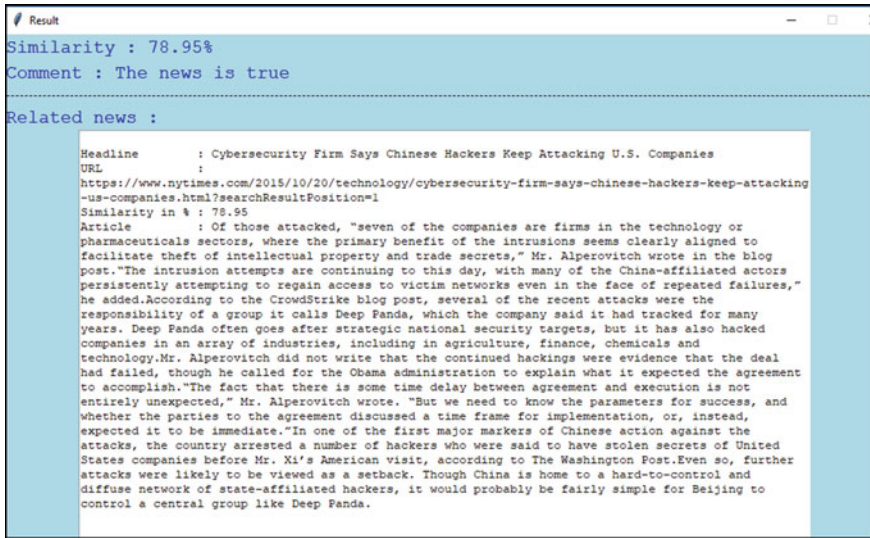 Result
Similarity : 78.95%
Comment : The news is true
Related news :
Headline : Cybersecurity Firm Says Chinese Hackers Keep Attacking U.S. Companies
URL :
https://www.nytimes.com/2015/10/20/technology/cybersecurity-firm-says-chinese-hackers-keep-attacking
-us-companies.html?searchResultPosition=1
Similarity in % : 78.95
Article : Of those attacked, “seven of the companies are firms in the technology or
pharmaceuticals sectors, where the primary benefit of the intrusions seems clearly aligned to
facilitate theft of intellectual property and trade secrets,” Mr. Alperovitch wrote in the blog
post.“The intrusion attempts are continuing to this day, with many of the China-affiliated actors
persistently attempting to regain access to victim networks even in the face of repeated failures,”
he added.According to the CrowdStrike blog post, several of the recent attacks were the
responsibility of a group it calls Deep Panda, which the company said it had tracked for many
years. Deep Panda often goes after strategic national security targets, but it has also hacked
companies in an array of industries, including in agriculture, finance, chemicals and
technology.Mr. Alperovitch did not write that the continued hackings were evidence that the deal
had failed, though he called for the Obama administration to explain what it expected the agreement
to accomplish.“The fact that there is some time delay between agreement and execution is not
entirely unexpected,” Mr. Alperovitch wrote. “But we need to know the parameters for success, and
whether the parties to the agreement discussed a time frame for implementation, or, instead,
expected it to be immediate.”In one of the first major markers of Chinese action against the
attacks, the country arrested a number of hackers who were said to have stolen secrets of United
States companies before Mr. Xi’s American visit, according to The Washington Post.Even so, further
attacks were likely to be viewed as a setback. Though China is home to a hard-to-control and
diffuse network of state-affiliated hackers, it would probably be fairly simple for Beijing to
control a central group like Deep Panda.